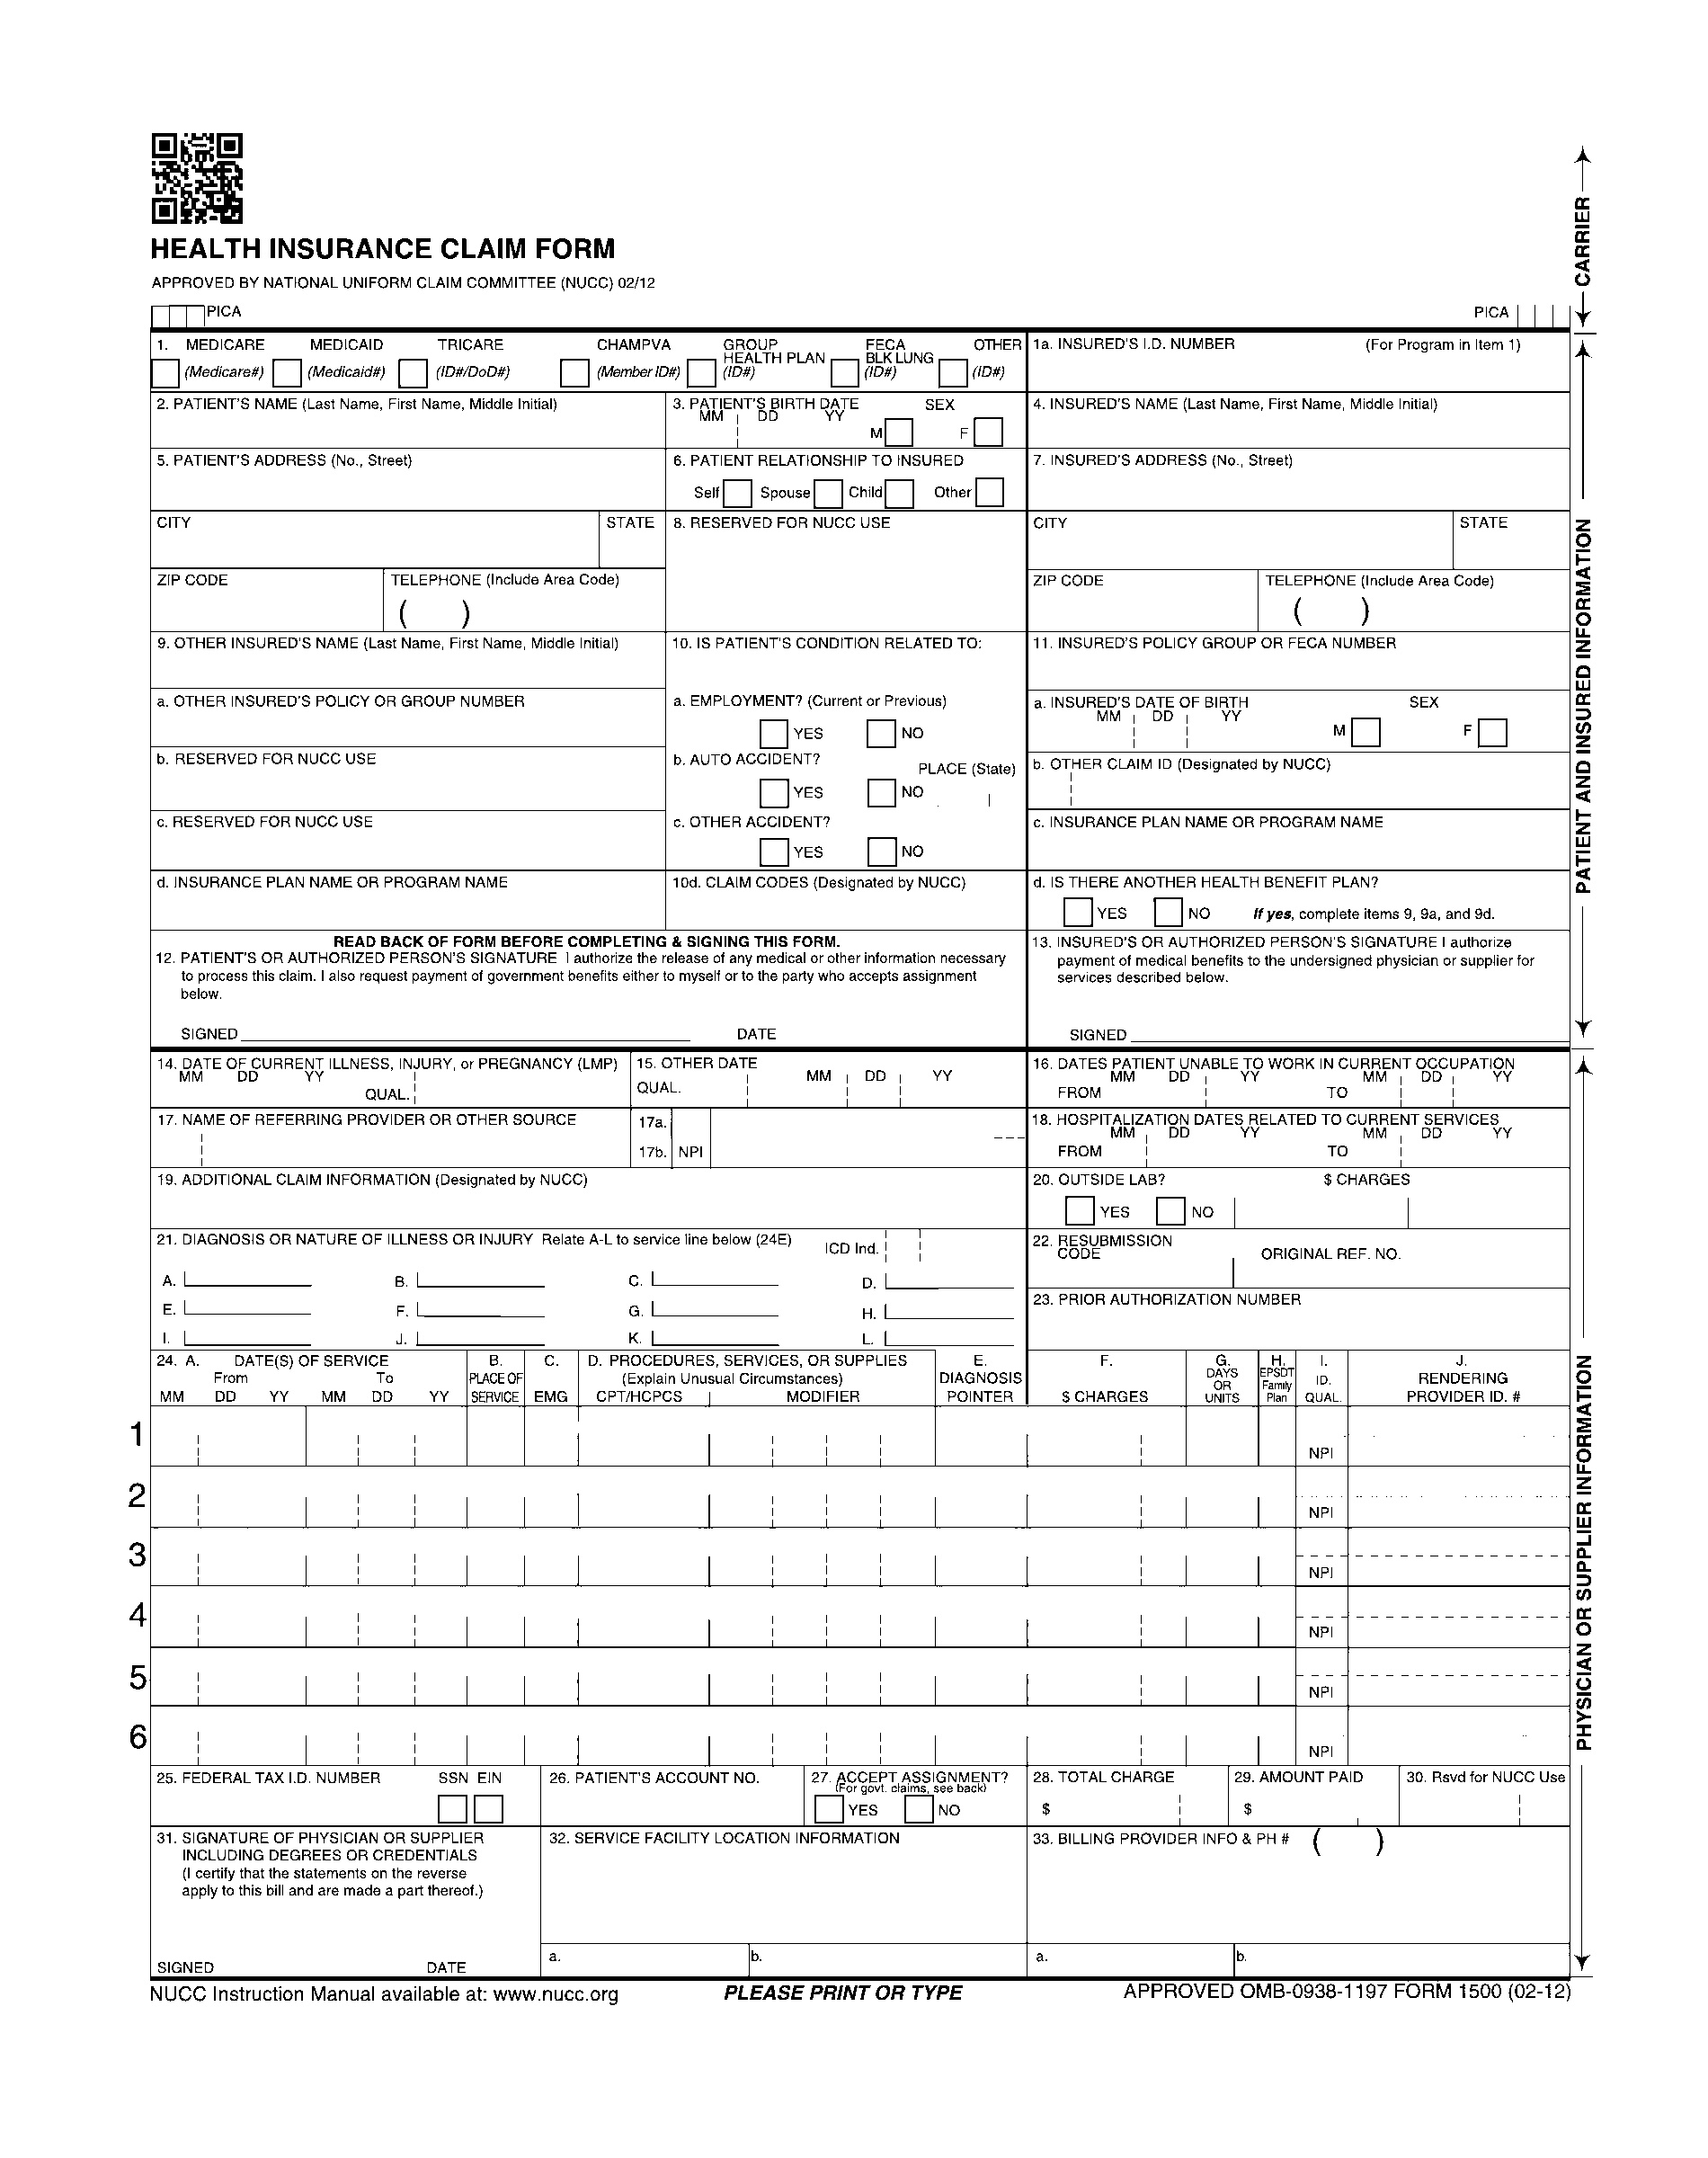 HEALTH INSURANCE CLAIM FORM
APPROVED BY NATIONAL UNIFORM CLAIM COMMITTEE (NUCC) 02/12
PICA
PICA
CARRIER
1. MEDICARE MEDICAID TRICARE CHAMPVA GROUP HEALTH PLAN FECA BLK LUNG OTHER
(Medicare#) (Medicaid#) (ID#/DoD#) (Member ID#) (ID#) (ID#) (ID#)
1a. INSURED'S I.D. NUMBER (For Program in Item 1)
2. PATIENT'S NAME (Last Name, First Name, Middle Initial)
3. PATIENT'S BIRTH DATE SEX
MM DD YY
M F
4. INSURED'S NAME (Last Name, First Name, Middle Initial)
5. PATIENT'S ADDRESS (No., Street)
6. PATIENT RELATIONSHIP TO INSURED
Self Spouse Child Other
7. INSURED'S ADDRESS (No., Street)
CITY STATE
8. RESERVED FOR NUCC USE
CITY STATE
ZIP CODE TELEPHONE (Include Area Code)
( )
ZIP CODE TELEPHONE (Include Area Code)
( )
9. OTHER INSURED'S NAME (Last Name, First Name, Middle Initial)
10. IS PATIENT'S CONDITION RELATED TO:
11. INSURED'S POLICY GROUP OR FECA NUMBER
a. OTHER INSURED'S POLICY OR GROUP NUMBER
a. EMPLOYMENT? (Current or Previous)
YES NO
a. INSURED'S DATE OF BIRTH SEX
MM DD YY
M F
b. RESERVED FOR NUCC USE
b. AUTO ACCIDENT?
PLACE (State)
YES NO
b. OTHER CLAIM ID (Designated by NUCC)
c. RESERVED FOR NUCC USE
c. OTHER ACCIDENT?
YES NO
c. INSURANCE PLAN NAME OR PROGRAM NAME
d. INSURANCE PLAN NAME OR PROGRAM NAME
10d. CLAIM CODES (Designated by NUCC)
d. IS THERE ANOTHER HEALTH BENEFIT PLAN?
YES NO If yes, complete items 9, 9a, and 9d.
READ BACK OF FORM BEFORE COMPLETING & SIGNING THIS FORM.
12. PATIENT'S OR AUTHORIZED PERSON'S SIGNATURE I authorize the release of any medical or other information necessary
to process this claim. I also request payment of government benefits either to myself or to the party who accepts assignment
below.
SIGNED DATE
13. INSURED'S OR AUTHORIZED PERSON'S SIGNATURE I authorize
payment of medical benefits to the undersigned physician or supplier for
services described below.
SIGNED
PATIENT AND INSURED INFORMATION
14. DATE OF CURRENT ILLNESS, INJURY, or PREGNANCY (LMP)
MM DD YY
QUAL.
15. OTHER DATE
QUAL. MM DD YY
16. DATES PATIENT UNABLE TO WORK IN CURRENT OCCUPATION
MM DD YY MM DD YY
FROM TO
17. NAME OF REFERRING PROVIDER OR OTHER SOURCE
17a.
17b. NPI
18. HOSPITALIZATION DATES RELATED TO CURRENT SERVICES
MM DD YY MM DD YY
FROM TO
19. ADDITIONAL CLAIM INFORMATION (Designated by NUCC)
20. OUTSIDE LAB? $ CHARGES
YES NO
21. DIAGNOSIS OR NATURE OF ILLNESS OR INJURY Relate A-L to service line below (24E)
ICD Ind.
A. B. C. D.
E. F. G. H.
I. J. K. L.
22. RESUBMISSION
CODE ORIGINAL REF. NO.
23. PRIOR AUTHORIZATION NUMBER
24. A. DATE(S) OF SERVICE
From To
MM DD YY MM DD YY
B.
PLACE OF
SERVICE
C.
EMG
D. PROCEDURES, SERVICES, OR SUPPLIES
(Explain Unusual Circumstances)
CPT/HCPCS MODIFIER
E.
DIAGNOSIS
POINTER
F.
$ CHARGES
G.
DAYS
OR
UNITS
H.
EPSDT
Family
Plan
I.
ID.
QUAL.
J.
RENDERING
PROVIDER ID. #
1 NPI
2 NPI
3 NPI
4 NPI
5 NPI
6 NPI
25. FEDERAL TAX I.D. NUMBER SSN EIN
26. PATIENT'S ACCOUNT NO.
27. ACCEPT ASSIGNMENT?
(For govt. claims, see back)
YES NO
28. TOTAL CHARGE
$
29. AMOUNT PAID
$
30. Rsvd for NUCC Use
31. SIGNATURE OF PHYSICIAN OR SUPPLIER
INCLUDING DEGREES OR CREDENTIALS
(I certify that the statements on the reverse
apply to this bill and are made a part thereof.)
SIGNED DATE
32. SERVICE FACILITY LOCATION INFORMATION
a. b.
33. BILLING PROVIDER INFO & PH # ( )
a. b.
PHYSICIAN OR SUPPLIER INFORMATION
NUCC Instruction Manual available at: www.nucc.org
PLEASE PRINT OR TYPE
APPROVED OMB-0938-1197 FORM 1500 (02-12)